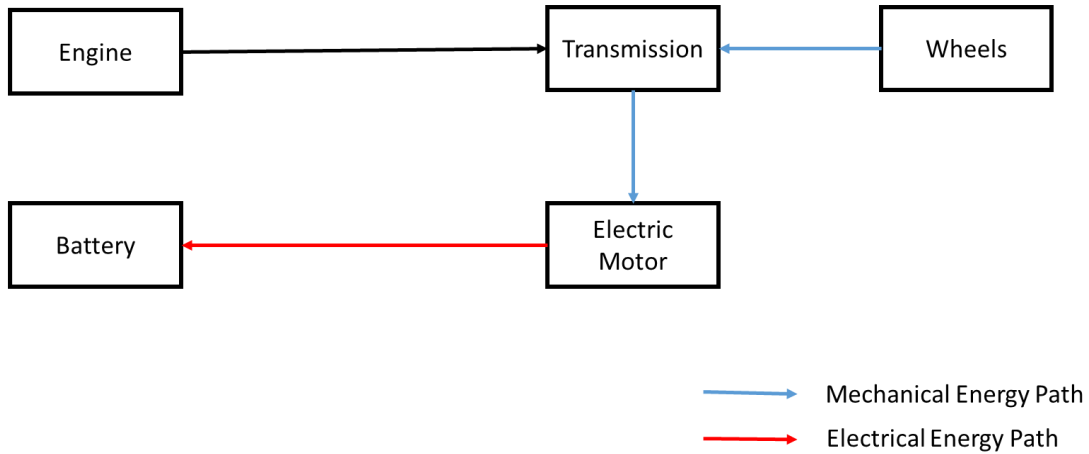 Engine
Transmission
Wheels
Battery
Electric
Motor
Mechanical Energy Path
Electrical Energy Path